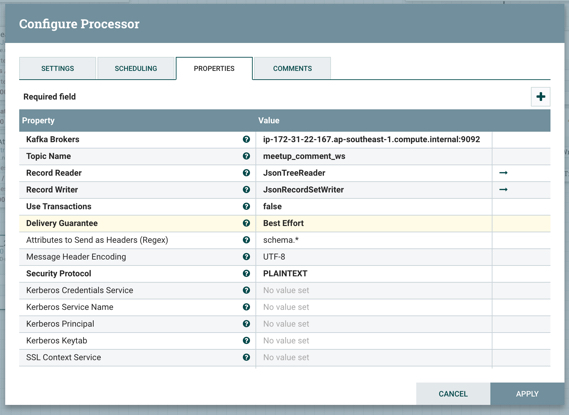 Configure Processor
SETTINGS SCHEDULING PROPERTIES COMMENTS
Required field
Property Value
Kafka Brokers ip-172-31-22-167.ap-southeast-1.compute.internal:9092
Topic Name meetup_comment_ws
Record Reader JsonTreeReader
Record Writer JsonRecordSetWriter
Use Transactions false
Delivery Guarantee Best Effort
Attributes to Send as Headers (Regex) schema.*
Message Header Encoding UTF-8
Security Protocol PLAINTEXT
Kerberos Credentials Service No value set
Kerberos Service Name No value set
Kerberos Principal No value set
Kerberos Keytab No value set
SSL Context Service No value set
CANCEL APPLY